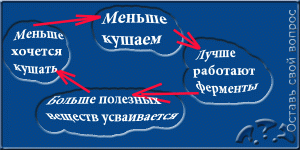 Меньше
кушаем
Лучше
работают
ферменты
Больше полезных
веществ усваивается
Меньше
хочется
кушать
Оставь свой вопрос